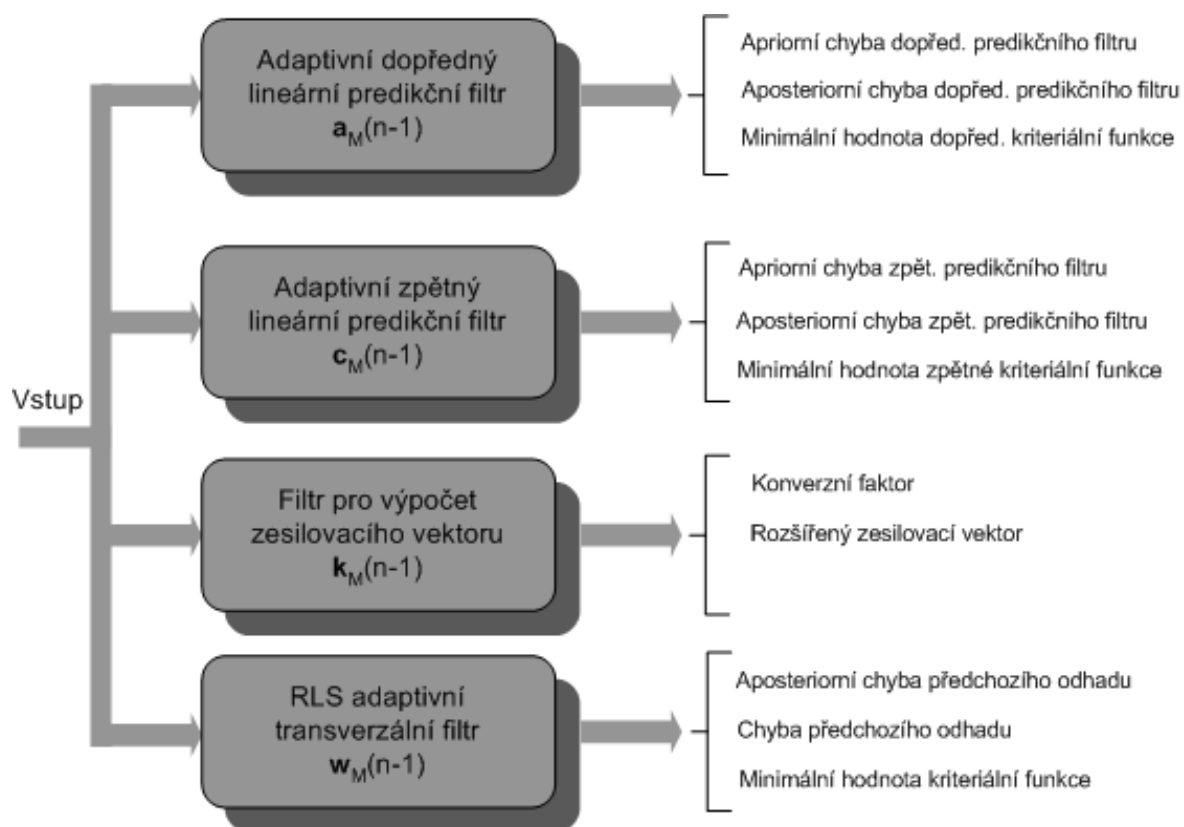 Adaptivní dopředný
lineární predikční filtr
a_M(n-1)
Apriorní chyba dopřed. predikčního filtru
Aposteriorní chyba dopřed. predikčního filtru
Minimální hodnota dopřed. kriteriální funkce
Adaptivní zpětný
lineární predikční filtr
c_M(n-1)
Apriorní chyba zpět. predikčního filtru
Aposteriorní chyba zpět. predikčního filtru
Minimální hodnota zpětné kriteriální funkce
Vstup
Filtr pro výpočet
zesilovacího vektoru
k_M(n-1)
Konverzní faktor
Rozšířený zesilovací vektor
RLS adaptivní
transverzální filtr
w_M(n-1)
Aposteriorní chyba předchozího odhadu
Chyba předchozího odhadu
Minimální hodnota kriteriální funkce